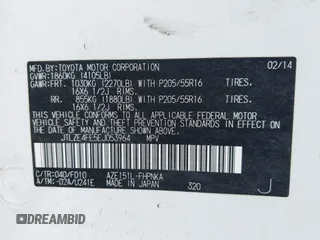 MFD.BY:TOYOTA MOTOR CORPORATION 02/14
GVWR:1860KG (4105LB)
GAWR:FRT. 1030KG (2270LB) WITH P205/55R16 TIRES,
16X6 1/2J RIMS
RR. 855KG (1880LB) WITH P205/55R16 TIRES,
16X6 1/2J RIMS
THIS VEHICLE CONFORMS TO ALL APPLICABLE
FEDERAL MOTOR VEHICLE SAFETY AND
STANDARDS IN EFFECT ON THE DATE OF
MANUFACTURE SHOWN ABOVE.
JTLZE4FE5EJ053964 MPV
C/TR:040/FD10 AZE151L-FHPNKA
A/TM:-02A/U241E MADE IN JAPAN 320 J